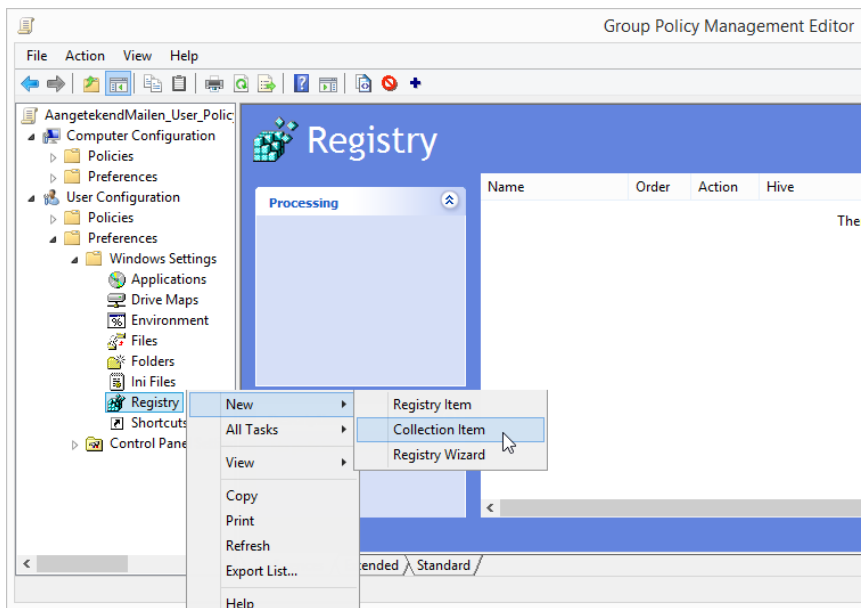 Group Policy Management Editor
File Action View Help
AangetekendMailen_User_Polic
Computer Configuration
Policies
Preferences
User Configuration
Policies
Preferences
Windows Settings
Applications
Drive Maps
Environment
Files
Folders
Ini Files
Registry
Shortcuts
Control Pane
Registry
Processing
Name Order Action Hive
The
New
All Tasks
View
Copy
Print
Refresh
Export List...
Help
Registry Item
Collection Item
Registry Wizard
ended Standard